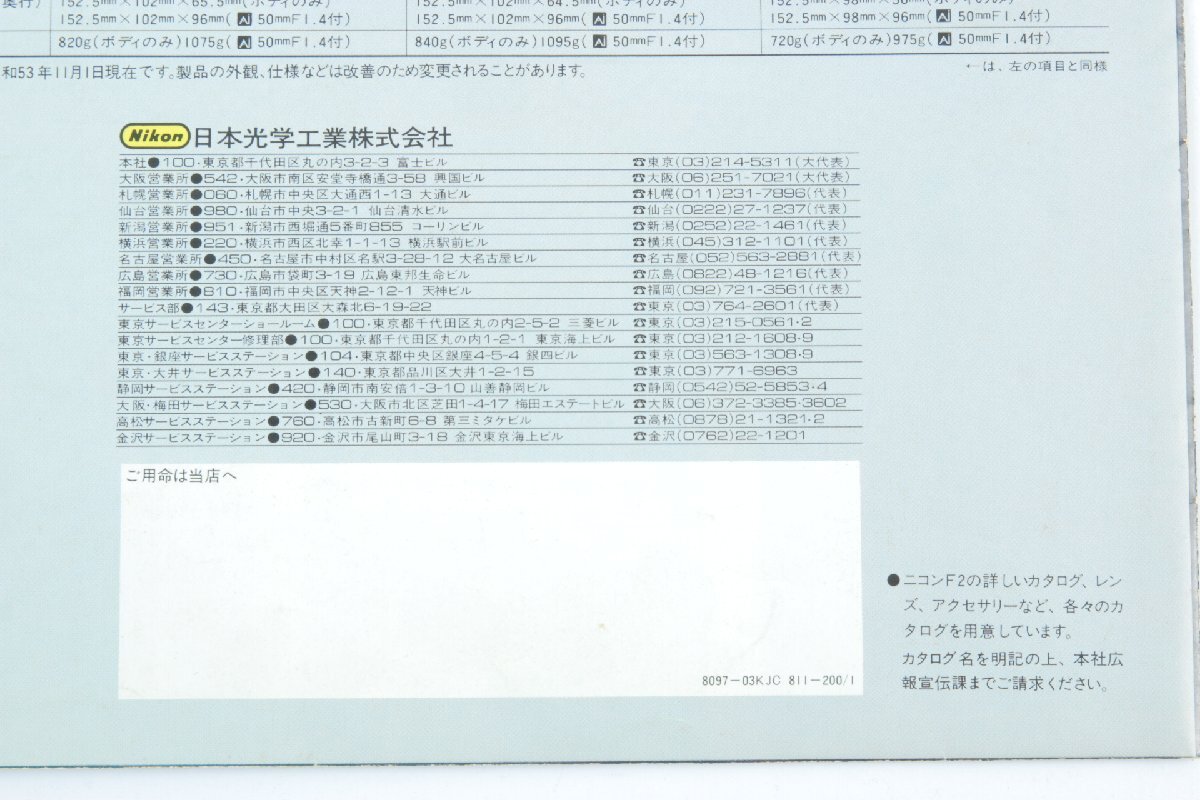 奥行) 152.5mm×102mm×65.5mm(ボディのみ) 152.5mm×102mm×64.5mm(ボディのみ)
152.5mm×102mm×96mm( AI 50mmF1.4付) 152.5mm×102mm×96mm( AI 50mmF1.4付) 152.5mm×98mm×96mm( AI 50mmF1.4付)
820g(ボディのみ)1075g( AI 50mmF1.4付) 840g(ボディのみ)1095g( AI 50mmF1.4付) 720g(ボディのみ)975g( AI 50mmF1.4付)
和53年11月1日現在です。製品の外観、仕様などは改善のため変更されることがあります。 ←は、左の項目と同様
Nikon 日本光学工業株式会社
本社●100・東京都千代田区丸の内3-2-3 富士ビル ☎東京(03)214-5311(大代表)
大阪営業所●542・大阪市南区安堂寺橋通3-58 興国ビル ☎大阪(06)251-7021(大代表)
札幌営業所●060・札幌市中央区大通西1-13 大通ビル ☎札幌(011)231-7896(代表)
仙台営業所●980・仙台市中央3-2-1 仙台清水ビル ☎仙台(0222)27-1237(代表)
新潟営業所●951・新潟市西堀通5番町855 コーリンビル ☎新潟(0252)22-1461(代表)
横浜営業所●220・横浜市西区北幸1-1-13 横浜駅前ビル ☎横浜(045)312-1101(代表)
名古屋営業所●450・名古屋市中村区名駅3-28-12 大名古屋ビル ☎名古屋(052)563-2881(代表)
広島営業所●730・広島市袋町3-19 広島東邦生命ビル ☎広島(0822)48-1216(代表)
福岡営業所●810・福岡市中央区天神2-12-1 天神ビル ☎福岡(092)721-3561(代表)
サービス部●143・東京都大田区大森北6-19-22 ☎東京(03)764-2601(代表)
東京サービスセンターショールーム●100・東京都千代田区丸の内2-5-2 三菱ビル ☎東京(03)215-0561・2
東京サービスセンター修理部●100・東京都千代田区丸の内1-2-1 東京海上ビル ☎東京(03)212-1608・9
東京・銀座サービスステーション●104・東京都中央区銀座4-5-4 銀四ビル ☎東京(03)563-1308・9
東京・大井サービスステーション●140・東京都品川区大井1-2-15 ☎東京(03)771-6963
静岡サービスステーション●420・静岡市南安倍1-3-10 山善静岡ビル ☎静岡(0542)52-5853・4
大阪・梅田サービスステーション●530・大阪市北区芝田1-4-17 梅田エステートビル ☎大阪(06)372-3385・3602
高松サービスステーション●760・高松市古新町6-8 第三ミタケビル ☎高松(0878)21-1321・2
金沢サービスステーション●920・金沢市尾山町3-18 金沢東京海上ビル ☎金沢(0762)22-1201
ご用命は当店へ
8097-03KJC 811-200/1
●ニコンF2の詳しいカタログ、レン
ズ、アクセサリーなど、各々のカ
タログを用意しています。
カタログ名を明記の上、本社広
報宣伝課までご請求ください。